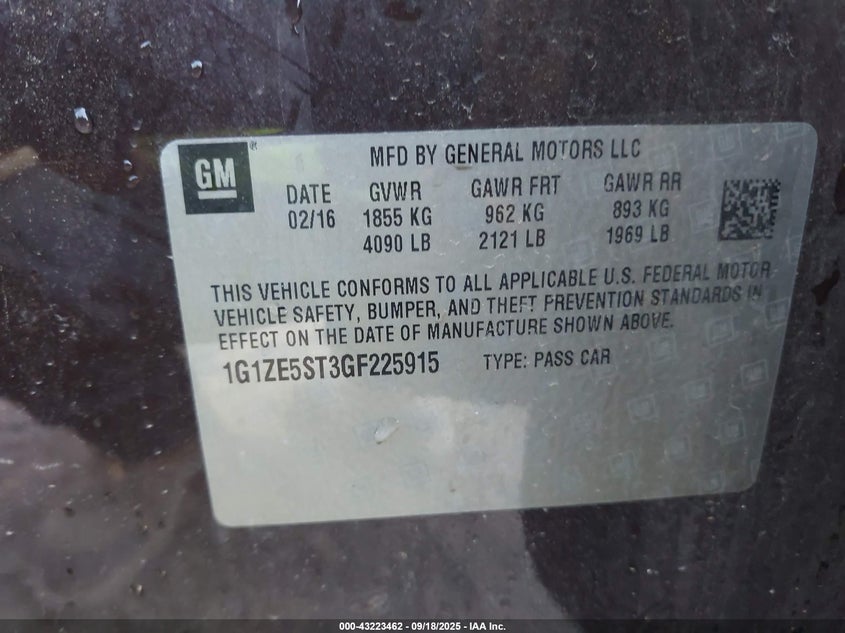 GM®
MFD BY GENERAL MOTORS LLC
DATE GVWR GAWR FRT GAWR RR
02/16 1855 KG 962 KG 893 KG
4090 LB 2121 LB 1969 LB
THIS VEHICLE CONFORMS TO ALL APPLICABLE U.S. FEDERAL MOTOR
VEHICLE SAFETY, BUMPER, AND THEFT PREVENTION STANDARDS IN
EFFECT ON THE DATE OF MANUFACTURE SHOWN ABOVE.
1G1ZE5ST3GF225915 TYPE: PASS CAR
000-43223462 - 09/18/2025 - IAA Inc.